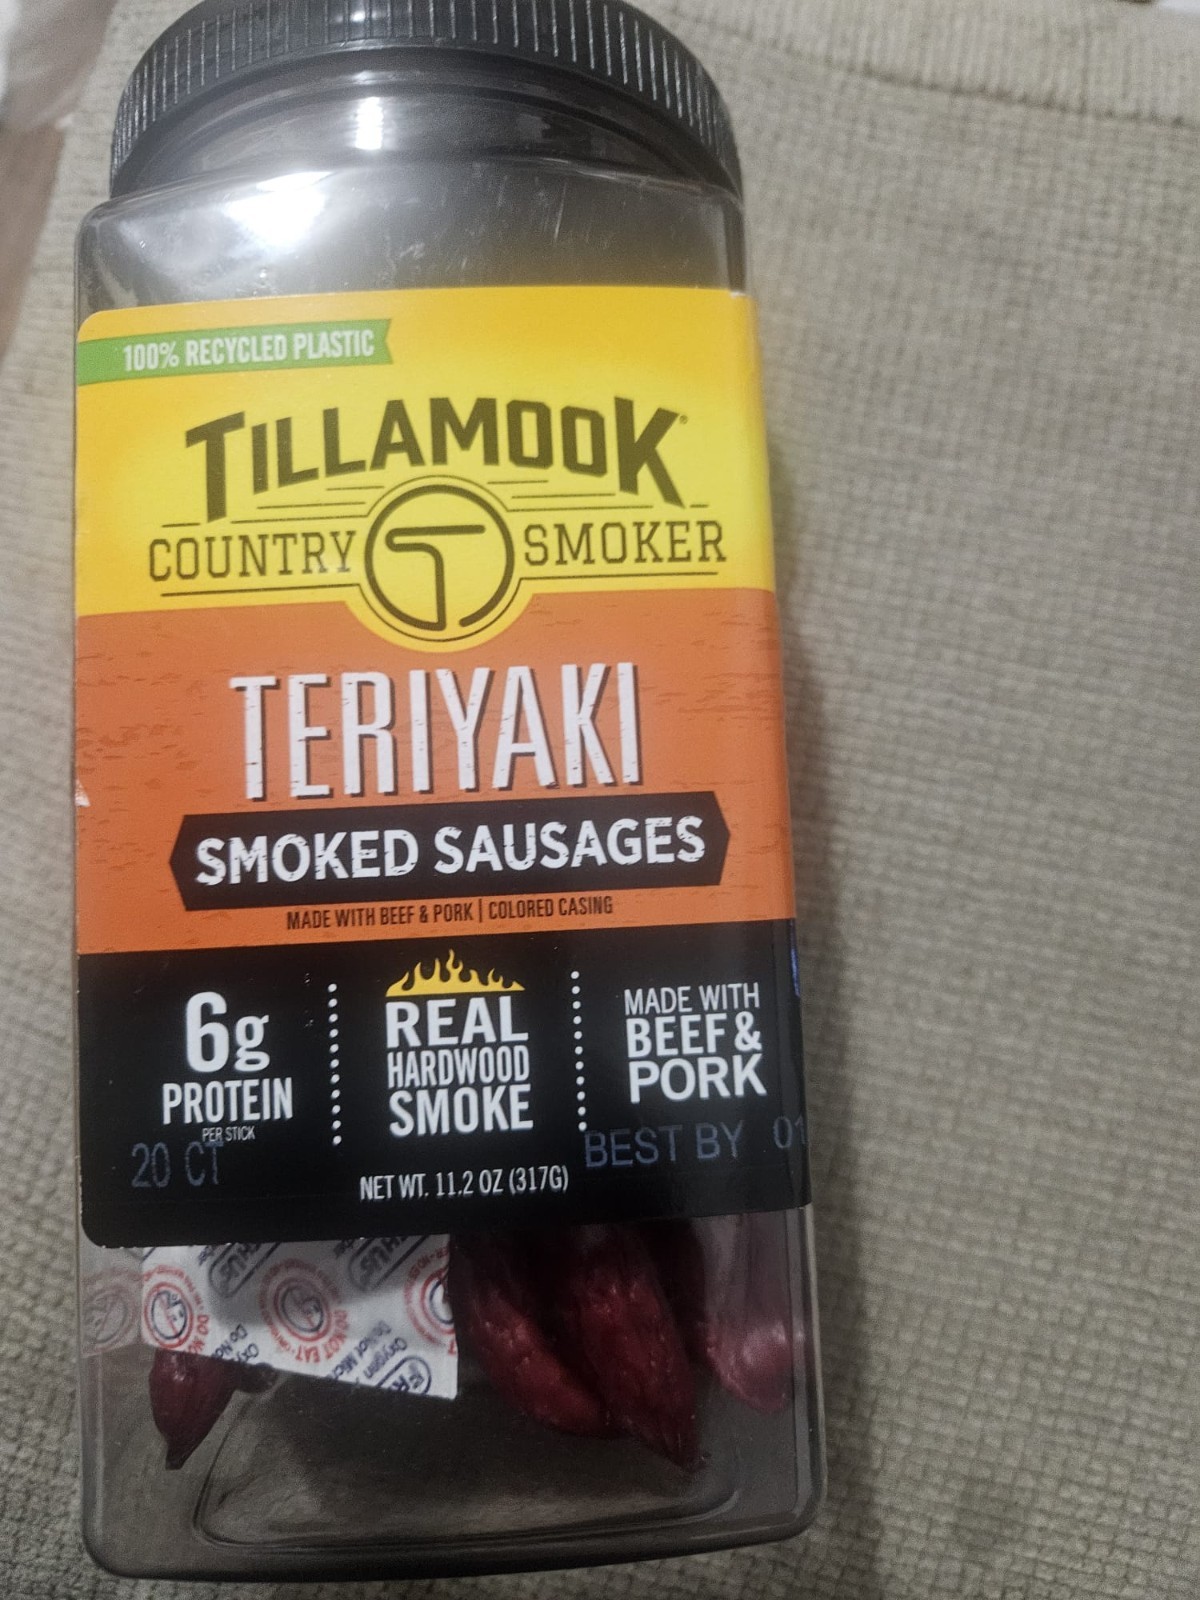 100% RECYCLED PLASTIC
TILLAMOOK®
COUNTRY SMOKER
TERIYAKI
SMOKED SAUSAGES
MADE WITH BEEF & PORK | COLORED CASING
6g
PROTEIN
PER STICK
REAL
HARDWOOD
SMOKE
MADE WITH
BEEF &
PORK
20 CT
NET WT. 11.2 OZ (317G)
BEST BY 01
DO NOT EAT
Oxygen